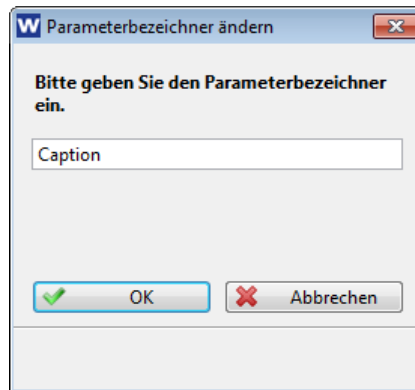 W Parameterbezeichner ändern
Bitte geben Sie den Parameterbezeichner
ein.
Caption
OK Abbrechen